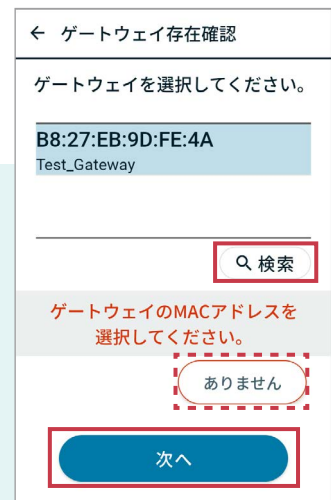 ← ゲートウェイ存在確認
ゲートウェイを選択してください。
B8:27:EB:9D:FE:4A
Test_Gateway
検索
ゲートウェイのMACアドレスを
選択してください。
ありません
次へ